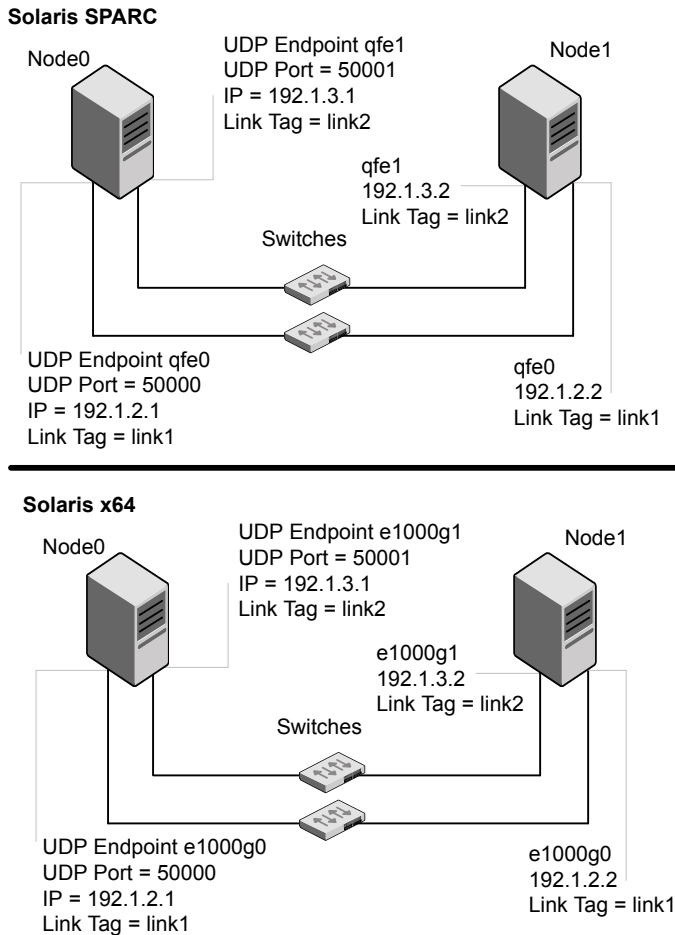 Solaris SPARC
Node0
UDP Endpoint qfe1
UDP Port = 50001
IP = 192.1.3.1
Link Tag = link2
Node1
qfe1
192.1.3.2
Link Tag = link2
Switches
UDP Endpoint qfe0
UDP Port = 50000
IP = 192.1.2.1
Link Tag = link1
qfe0
192.1.2.2
Link Tag = link1
Solaris x64
Node0
UDP Endpoint e1000g1
UDP Port = 50001
IP = 192.1.3.1
Link Tag = link2
Node1
e1000g1
192.1.3.2
Link Tag = link2
Switches
UDP Endpoint e1000g0
UDP Port = 50000
IP = 192.1.2.1
Link Tag = link1
e1000g0
192.1.2.2
Link Tag = link1